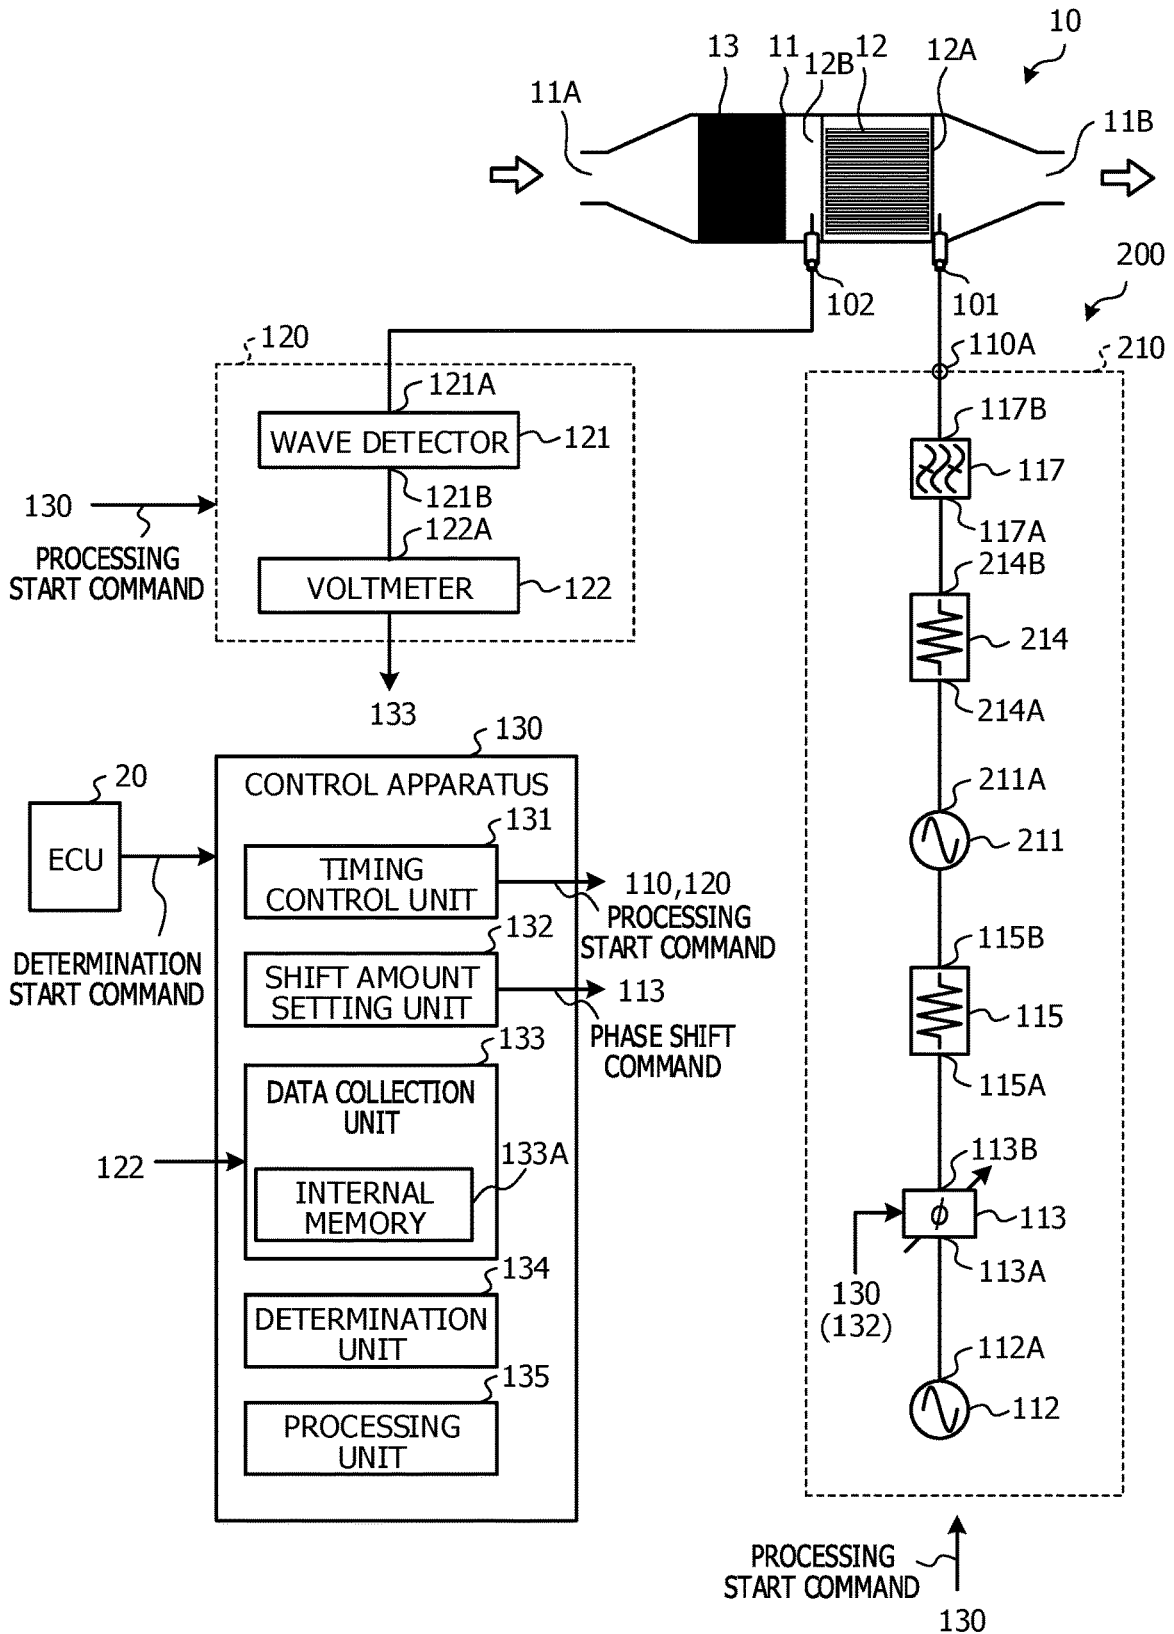 10
13
11
12
12B
12A
11A
11B
102
101
200
120
110A
210
121A
WAVE DETECTOR
121
121B
122A
VOLTMETER
122
133
130
PROCESSING
START COMMAND
117B
117
117A
214B
214
214A
211A
211
115B
115
115A
113B
ϕ
113
113A
130
(132)
112A
112
PROCESSING
START COMMAND
130
20
ECU
DETERMINATION
START COMMAND
130
CONTROL APPARATUS
131
TIMING
CONTROL UNIT
110,120
PROCESSING
START COMMAND
132
SHIFT AMOUNT
SETTING UNIT
113
PHASE SHIFT
COMMAND
133
DATA COLLECTION
UNIT
122
133A
INTERNAL
MEMORY
134
DETERMINATION
UNIT
135
PROCESSING
UNIT